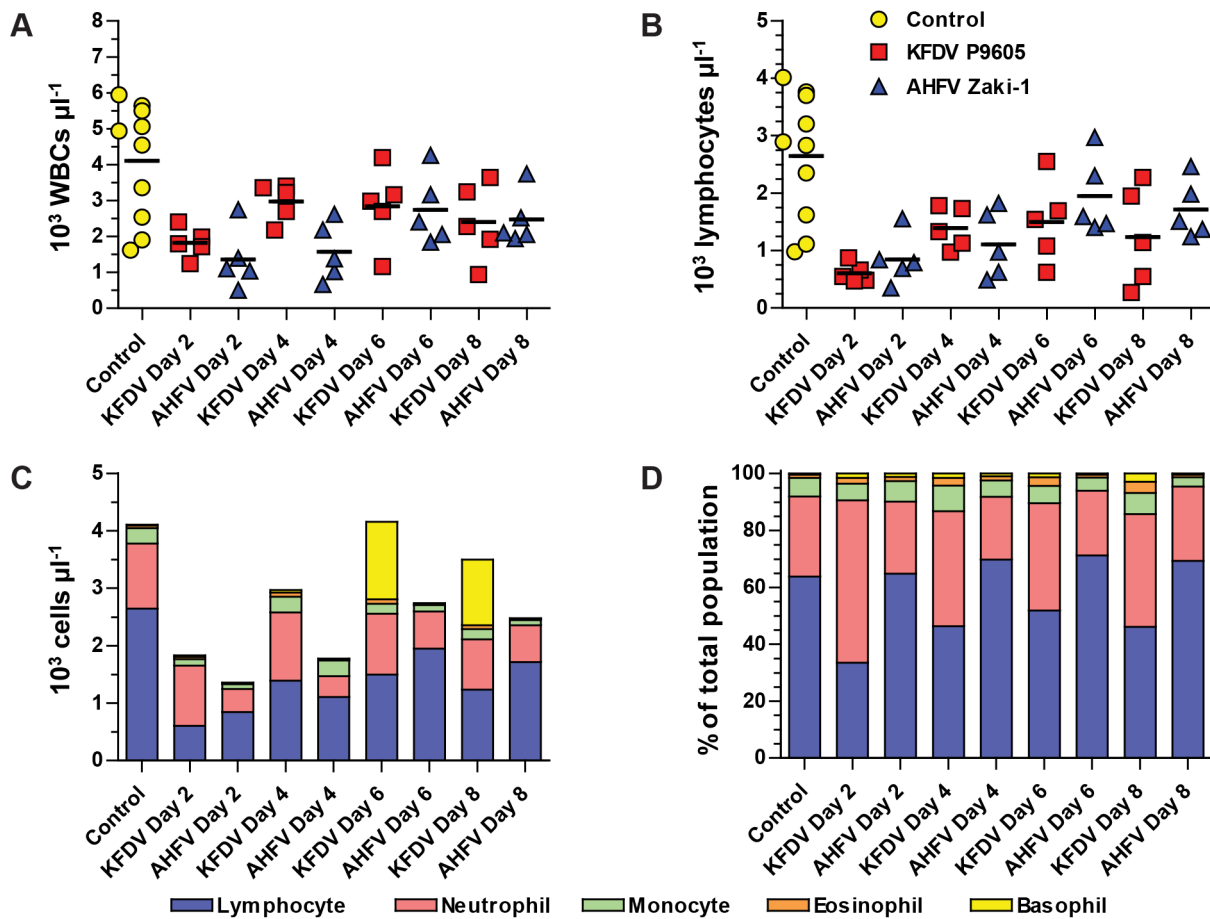 A
10³ WBCs µl⁻¹
8
7
6
5
4
3
2
1
0
Control
KFDV Day 2
AHFV Day 2
KFDV Day 4
AHFV Day 4
KFDV Day 6
AHFV Day 6
KFDV Day 8
AHFV Day 8
B
10³ lymphocytes µl⁻¹
5
4
3
2
1
0
Control
KFDV P9605
AHFV Zaki-1
Control
KFDV Day 2
AHFV Day 2
KFDV Day 4
AHFV Day 4
KFDV Day 6
AHFV Day 6
KFDV Day 8
AHFV Day 8
C
10³ cells µl⁻¹
5
4
3
2
1
0
Control
KFDV Day 2
AHFV Day 2
KFDV Day 4
AHFV Day 4
KFDV Day 6
AHFV Day 6
KFDV Day 8
AHFV Day 8
D
% of total population
100
80
60
40
20
0
Control
KFDV Day 2
AHFV Day 2
KFDV Day 4
AHFV Day 4
KFDV Day 6
AHFV Day 6
KFDV Day 8
AHFV Day 8
Lymphocyte Neutrophil Monocyte Eosinophil Basophil